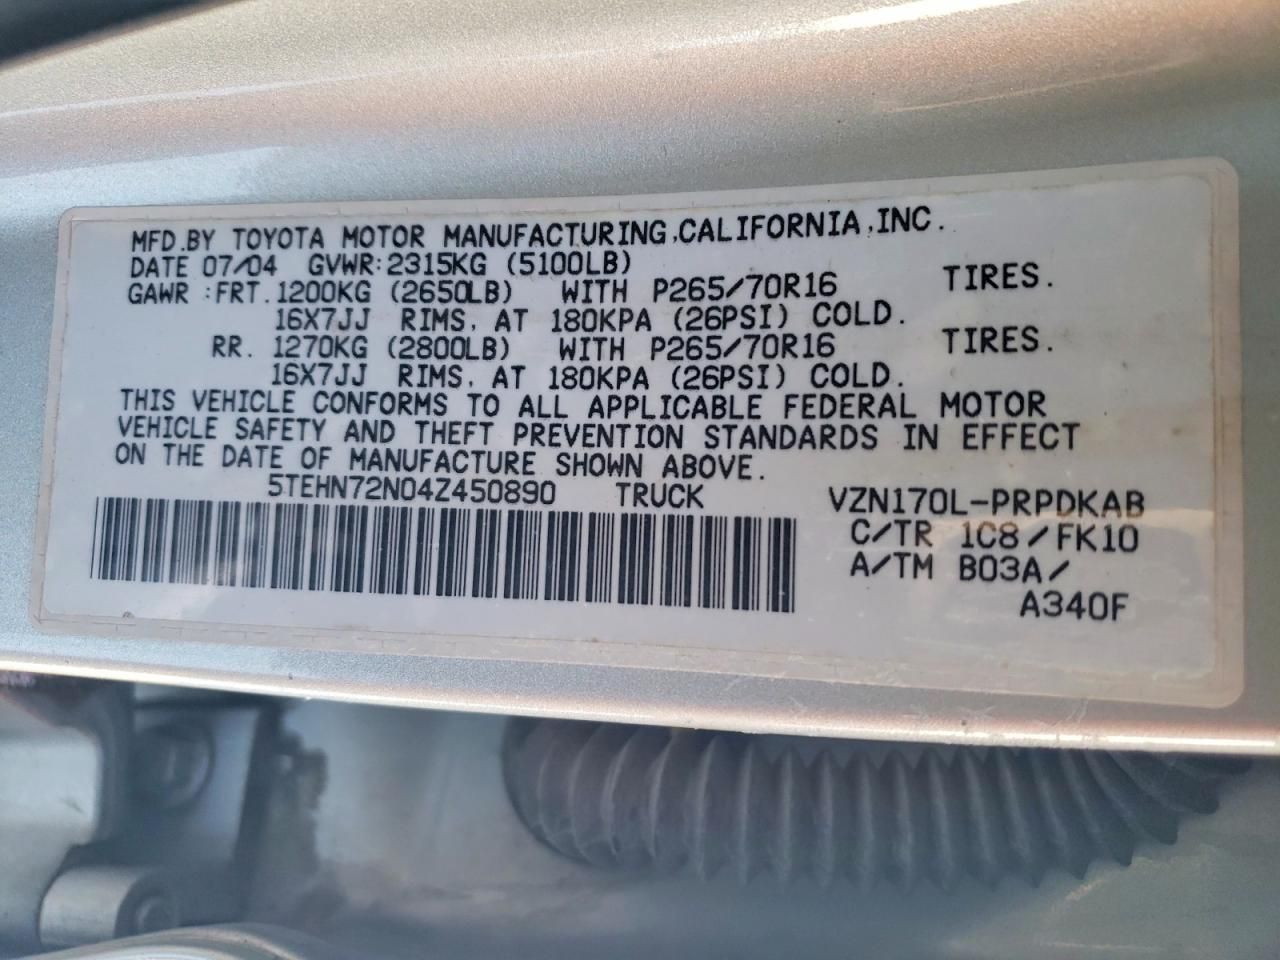 MFD.BY TOYOTA MOTOR MANUFACTURING,CALIFORNIA,INC.
DATE 07/04 GVWR:2315KG (5100LB)
GAWR :FRT. 1200KG (2650LB) WITH P265/70R16 TIRES.
16X7JJ RIMS, AT 180KPA (26PSI) COLD.
RR. 1270KG (2800LB) WITH P265/70R16 TIRES.
16X7JJ RIMS, AT 180KPA (26PSI) COLD.
THIS VEHICLE CONFORMS TO ALL APPLICABLE FEDERAL MOTOR
VEHICLE SAFETY AND THEFT PREVENTION STANDARDS IN EFFECT
ON THE DATE OF MANUFACTURE SHOWN ABOVE.
5TEHN72N04Z450890 TRUCK VZN170L-PRPDKAB
C/TR 1C8/FK10
A/TM B03A/
A340F